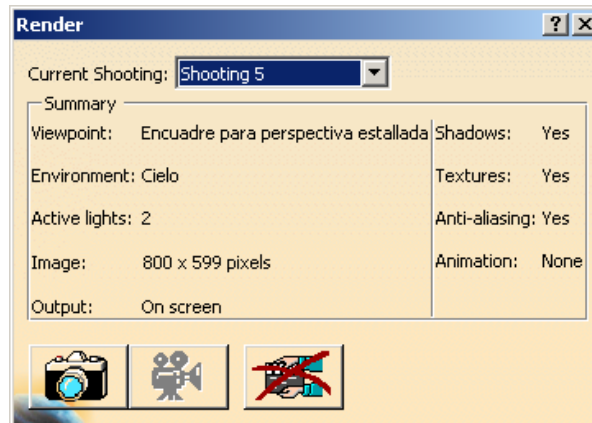 Render
Current Shooting: Shooting 5
Summary
Viewpoint: Encuadre para perspectiva estallada Shadows: Yes
Environment: Cielo Textures: Yes
Active lights: 2 Anti-aliasing: Yes
Image: 800 x 599 pixels Animation: None
Output: On screen